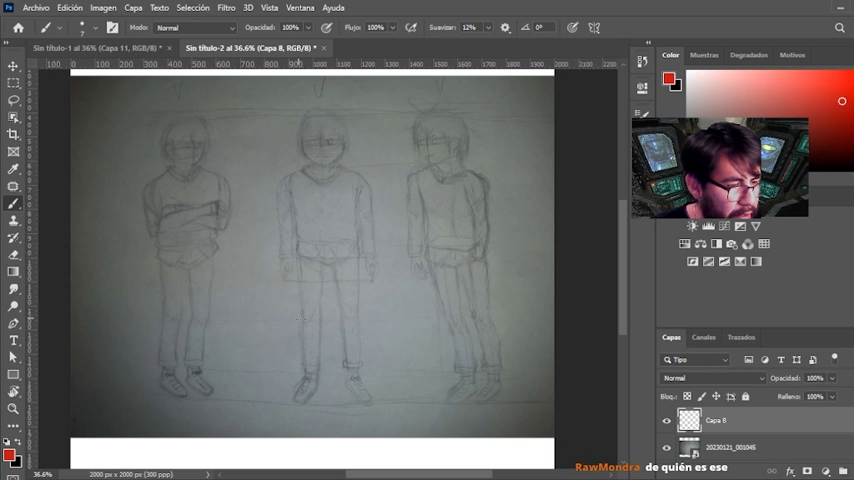 Archivo Edición Imagen Capa Texto Selección Filtro 3D Vista Ventana Ayuda
Modo: Normal Opacidad: 100% Flujo: 100% Suavizar: 12% 0°
Sin título-1 al 36% (Capa 11, RGB/8) * × Sin título-2 al 36.6% (Capa 8, RGB/8) * ×
Color Muestras Degradados Motivos
Capas Canales Trazados
Tipo
Normal Opacidad: 100%
Bloq.: Relleno: 100%
Capa 8
20230121_001045
RawMondra de quién es ese
36.6% 2000 px x 2000 px (300 ppp)